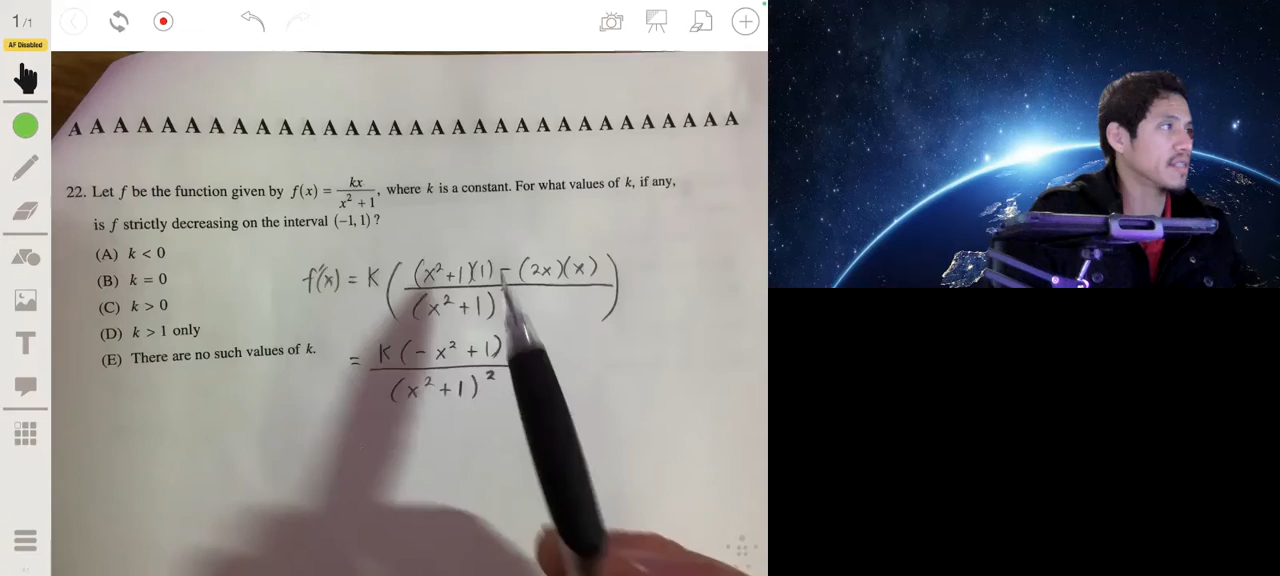 1/1
AF Disabled
A A A A A A A A A A A A A A A A A A A A A A A A A A A A A
22. Let f be the function given by f(x) = kx / x² + 1, where k is a constant. For what values of k, if any,
is f strictly decreasing on the interval (−1, 1) ?
(A) k < 0
(B) k = 0
(C) k > 0
(D) k > 1 only
(E) There are no such values of k.
f'(x) = K ( (x²+1)(1) − (2x)(x) / (x²+1) )
= K (− x² + 1) / (x² + 1)²
T